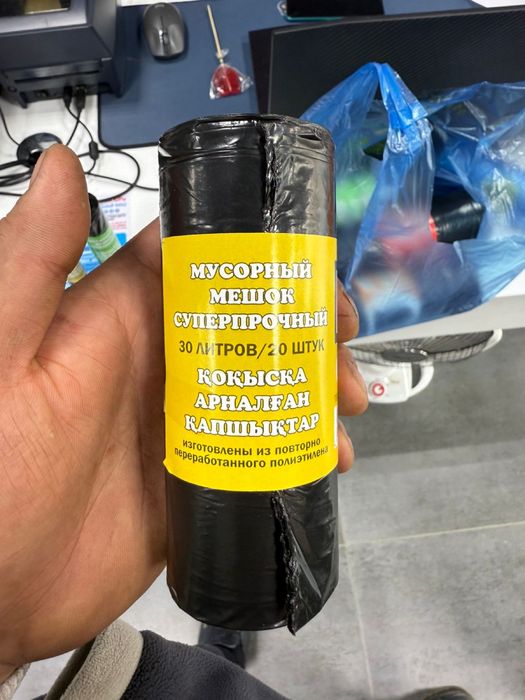 МУСОРНЫЙ
МЕШОК
СУПЕРПРОЧНЫЙ
30 ЛИТРОВ/20 ШТУК
ҚОҚЫСҚА
АРНАЛҒАН
ҚАПШЫҚТАР
изготовлены из повторно
переработанного полиэтилена